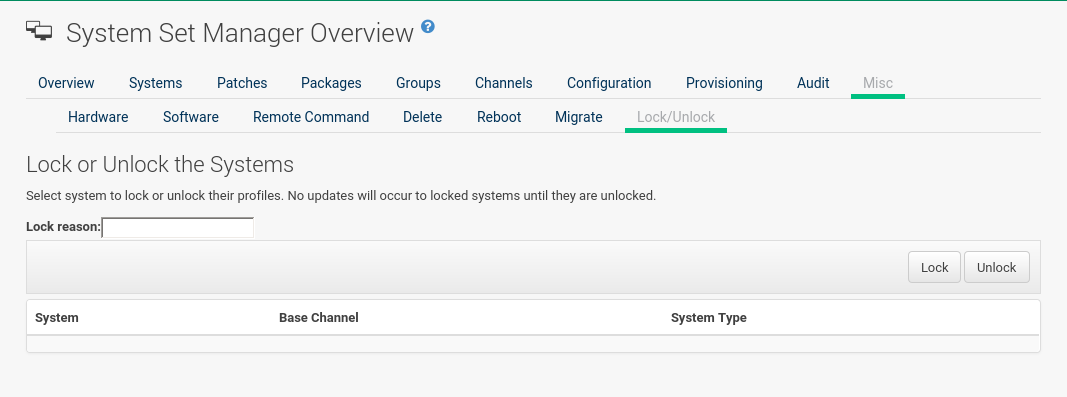 System Set Manager Overview ?
Overview Systems Patches Packages Groups Channels Configuration Provisioning Audit Misc
Hardware Software Remote Command Delete Reboot Migrate Lock/Unlock
Lock or Unlock the Systems
Select system to lock or unlock their profiles. No updates will occur to locked systems until they are unlocked.
Lock reason:
Lock Unlock
System Base Channel System Type